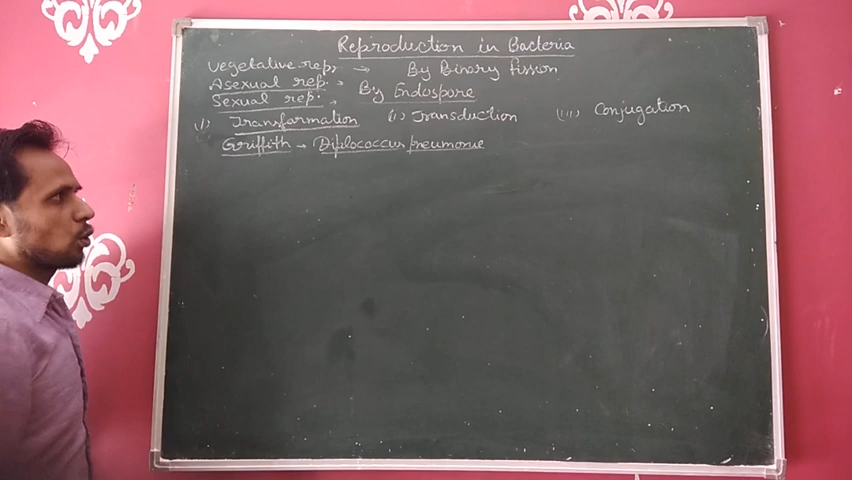 Reproduction in Bacteria
Vegetative rep, → By Binary fission
Asexual rep. → By Endospore
Sexual rep. →
(i) Transformation (ii) Transduction (iii) Conjugation
Griffith → Diplococcus pneumonie